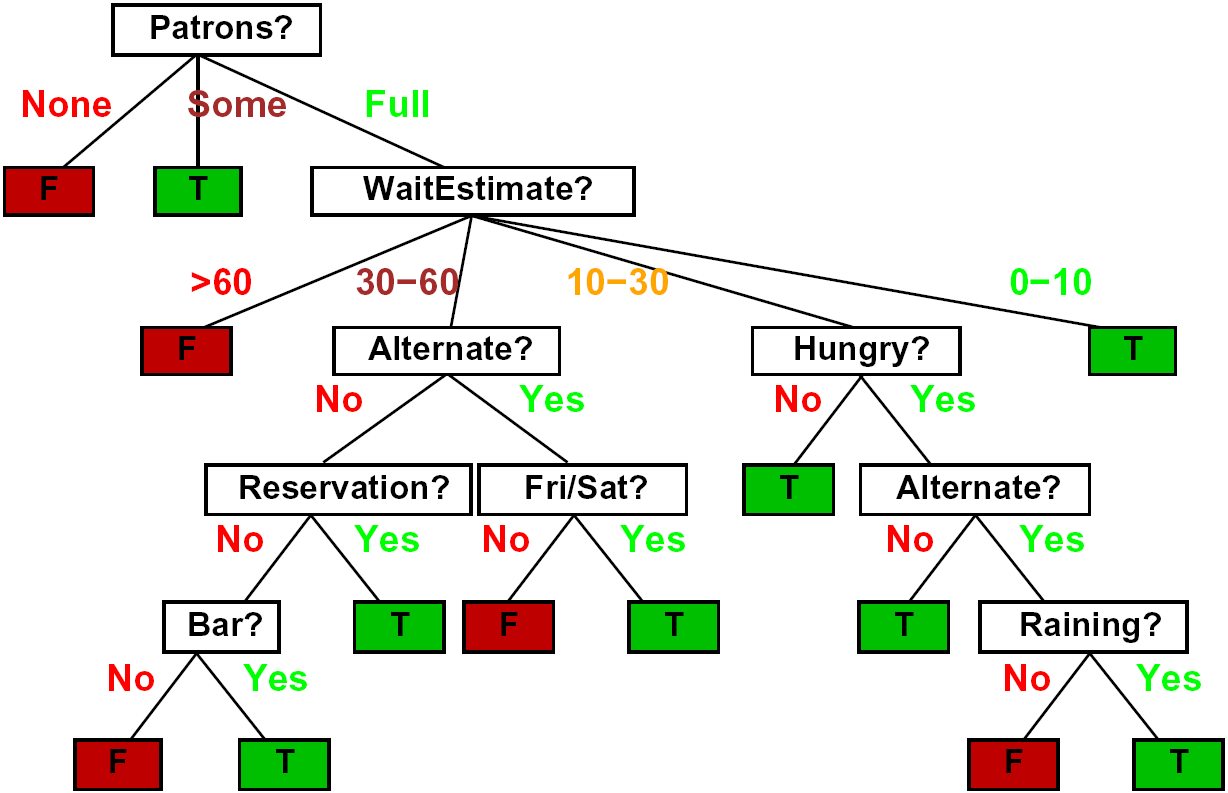 Patrons?
None Some Full
F T WaitEstimate?
>60 30−60 10−30 0−10
F Alternate? Hungry? T
No Yes No Yes
Reservation? Fri/Sat? T Alternate?
No Yes No Yes No Yes
Bar? T F T T Raining?
No Yes No Yes
F T F T